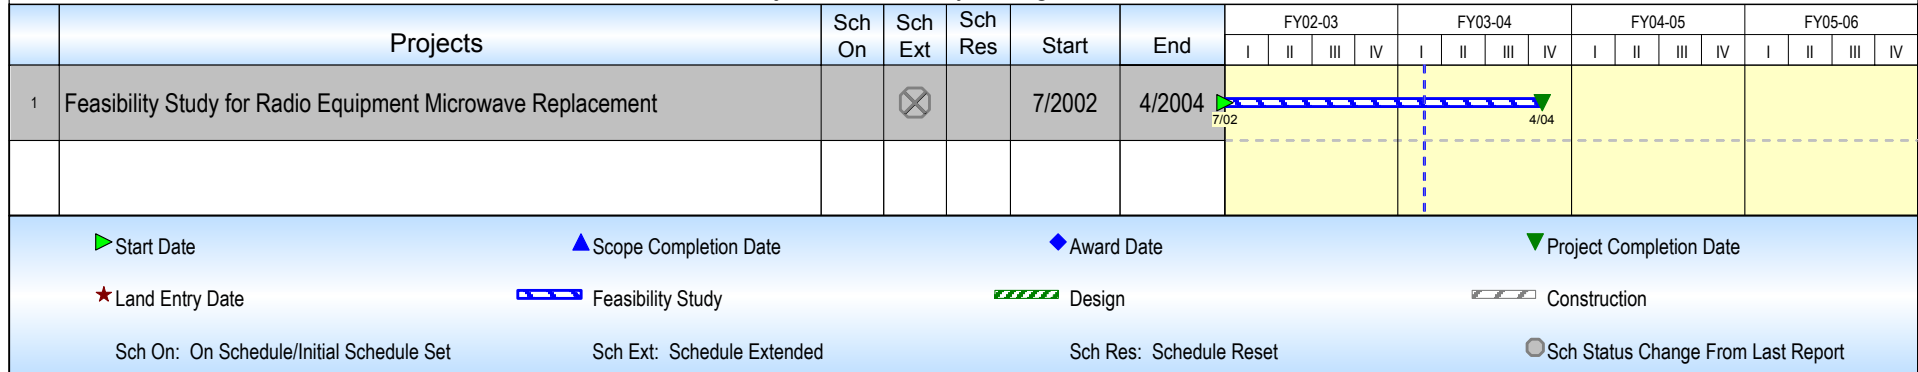 Projects Sch On Sch Ext Sch Res Start End FY02-03 FY03-04 FY04-05 FY05-06
I II III IV I II III IV I II III IV I II III IV
1 Feasibility Study for Radio Equipment Microwave Replacement 7/2002 4/2004
7/02 4/04
Start Date Scope Completion Date Award Date Project Completion Date
Land Entry Date Feasibility Study Design Construction
Sch On: On Schedule/Initial Schedule Set Sch Ext: Schedule Extended Sch Res: Schedule Reset Sch Status Change From Last Report